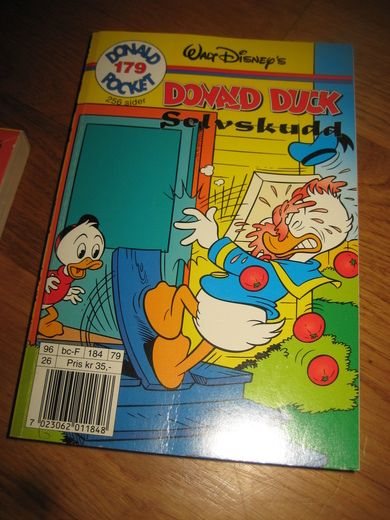 DONALD
179
POCKET
256 sider
WALT DISNEY'S
DONALD DUCK
Selvskudd
96 bc-F 184 79
26 Pris kr 35,-
7 023062 011848